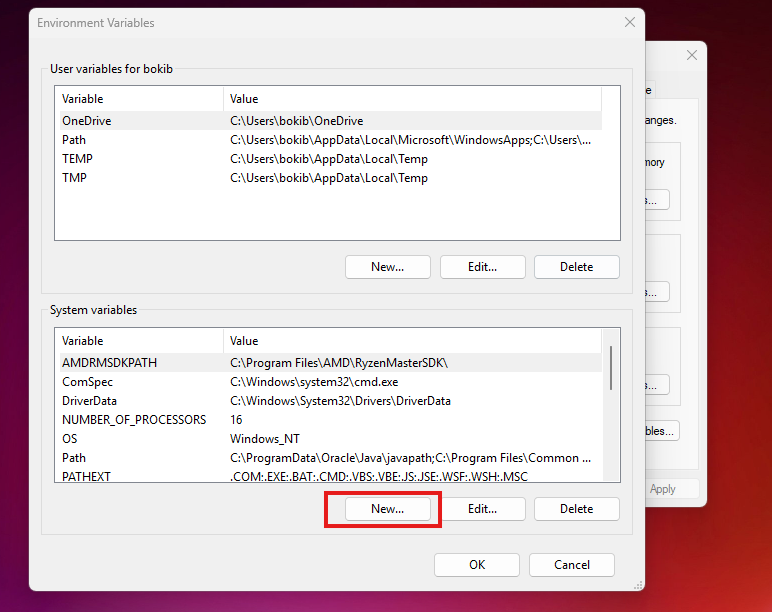 Environment Variables
User variables for bokib
Variable Value
OneDrive C:\Users\bokib\OneDrive
Path C:\Users\bokib\AppData\Local\Microsoft\WindowsApps;C:\Users\...
TEMP C:\Users\bokib\AppData\Local\Temp
TMP C:\Users\bokib\AppData\Local\Temp
New... Edit... Delete
System variables
Variable Value
AMDRMSDKPATH C:\Program Files\AMD\RyzenMasterSDK\
ComSpec C:\Windows\system32\cmd.exe
DriverData C:\Windows\System32\Drivers\DriverData
NUMBER_OF_PROCESSORS 16
OS Windows_NT
Path C:\ProgramData\Oracle\Java\javapath;C:\Program Files\Common ...
PATHEXT .COM;.EXE;.BAT;.CMD;.VBS;.VBE;.JS;.JSE;.WSF;.WSH;.MSC
New... Edit... Delete
OK Cancel
e
anges.
mory
s...
s...
s...
bles...
Apply